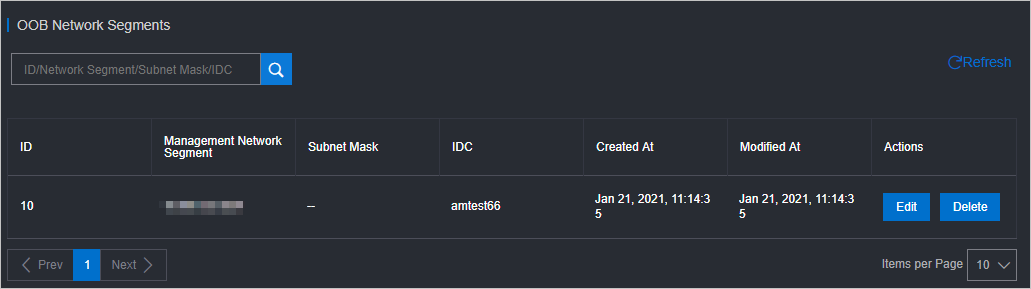 OOB Network Segments
ID/Network Segment/Subnet Mask/IDC
Refresh
ID
Management Network
Segment
Subnet Mask
IDC
Created At
Modified At
Actions
10
--
amtest66
Jan 21, 2021, 11:14:3
5
Jan 21, 2021, 11:14:3
5
Edit
Delete
Prev
1
Next
Items per Page
10